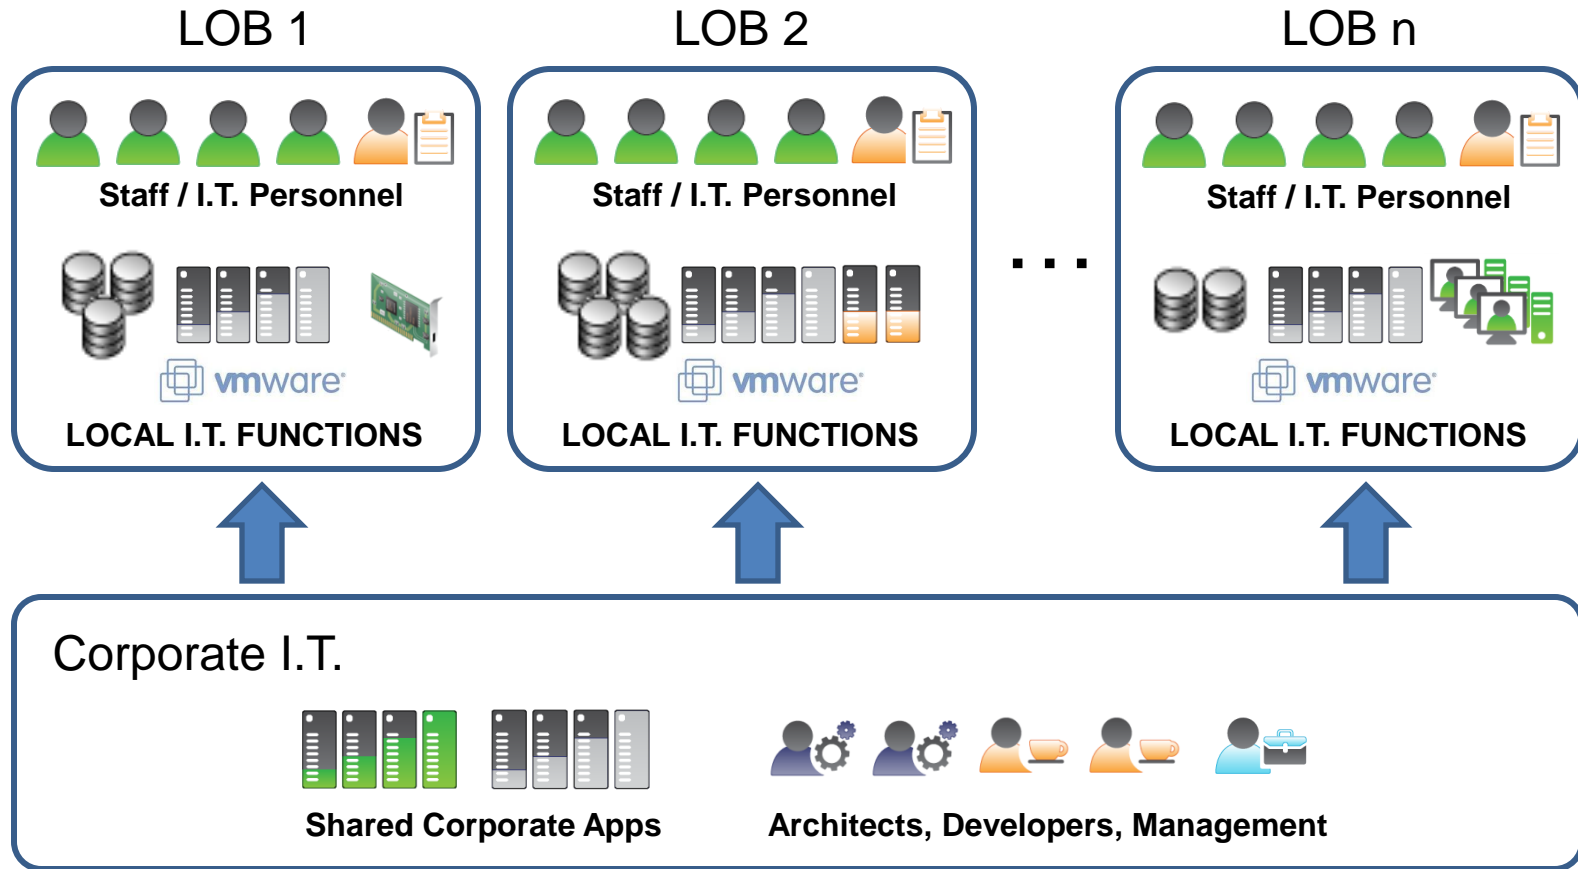 LOB 1
LOB 2
LOB n
Staff / I.T. Personnel
Staff / I.T. Personnel
Staff / I.T. Personnel
. . .
vmware®
vmware®
vmware®
LOCAL I.T. FUNCTIONS
LOCAL I.T. FUNCTIONS
LOCAL I.T. FUNCTIONS
Corporate I.T.
Shared Corporate Apps
Architects, Developers, Management